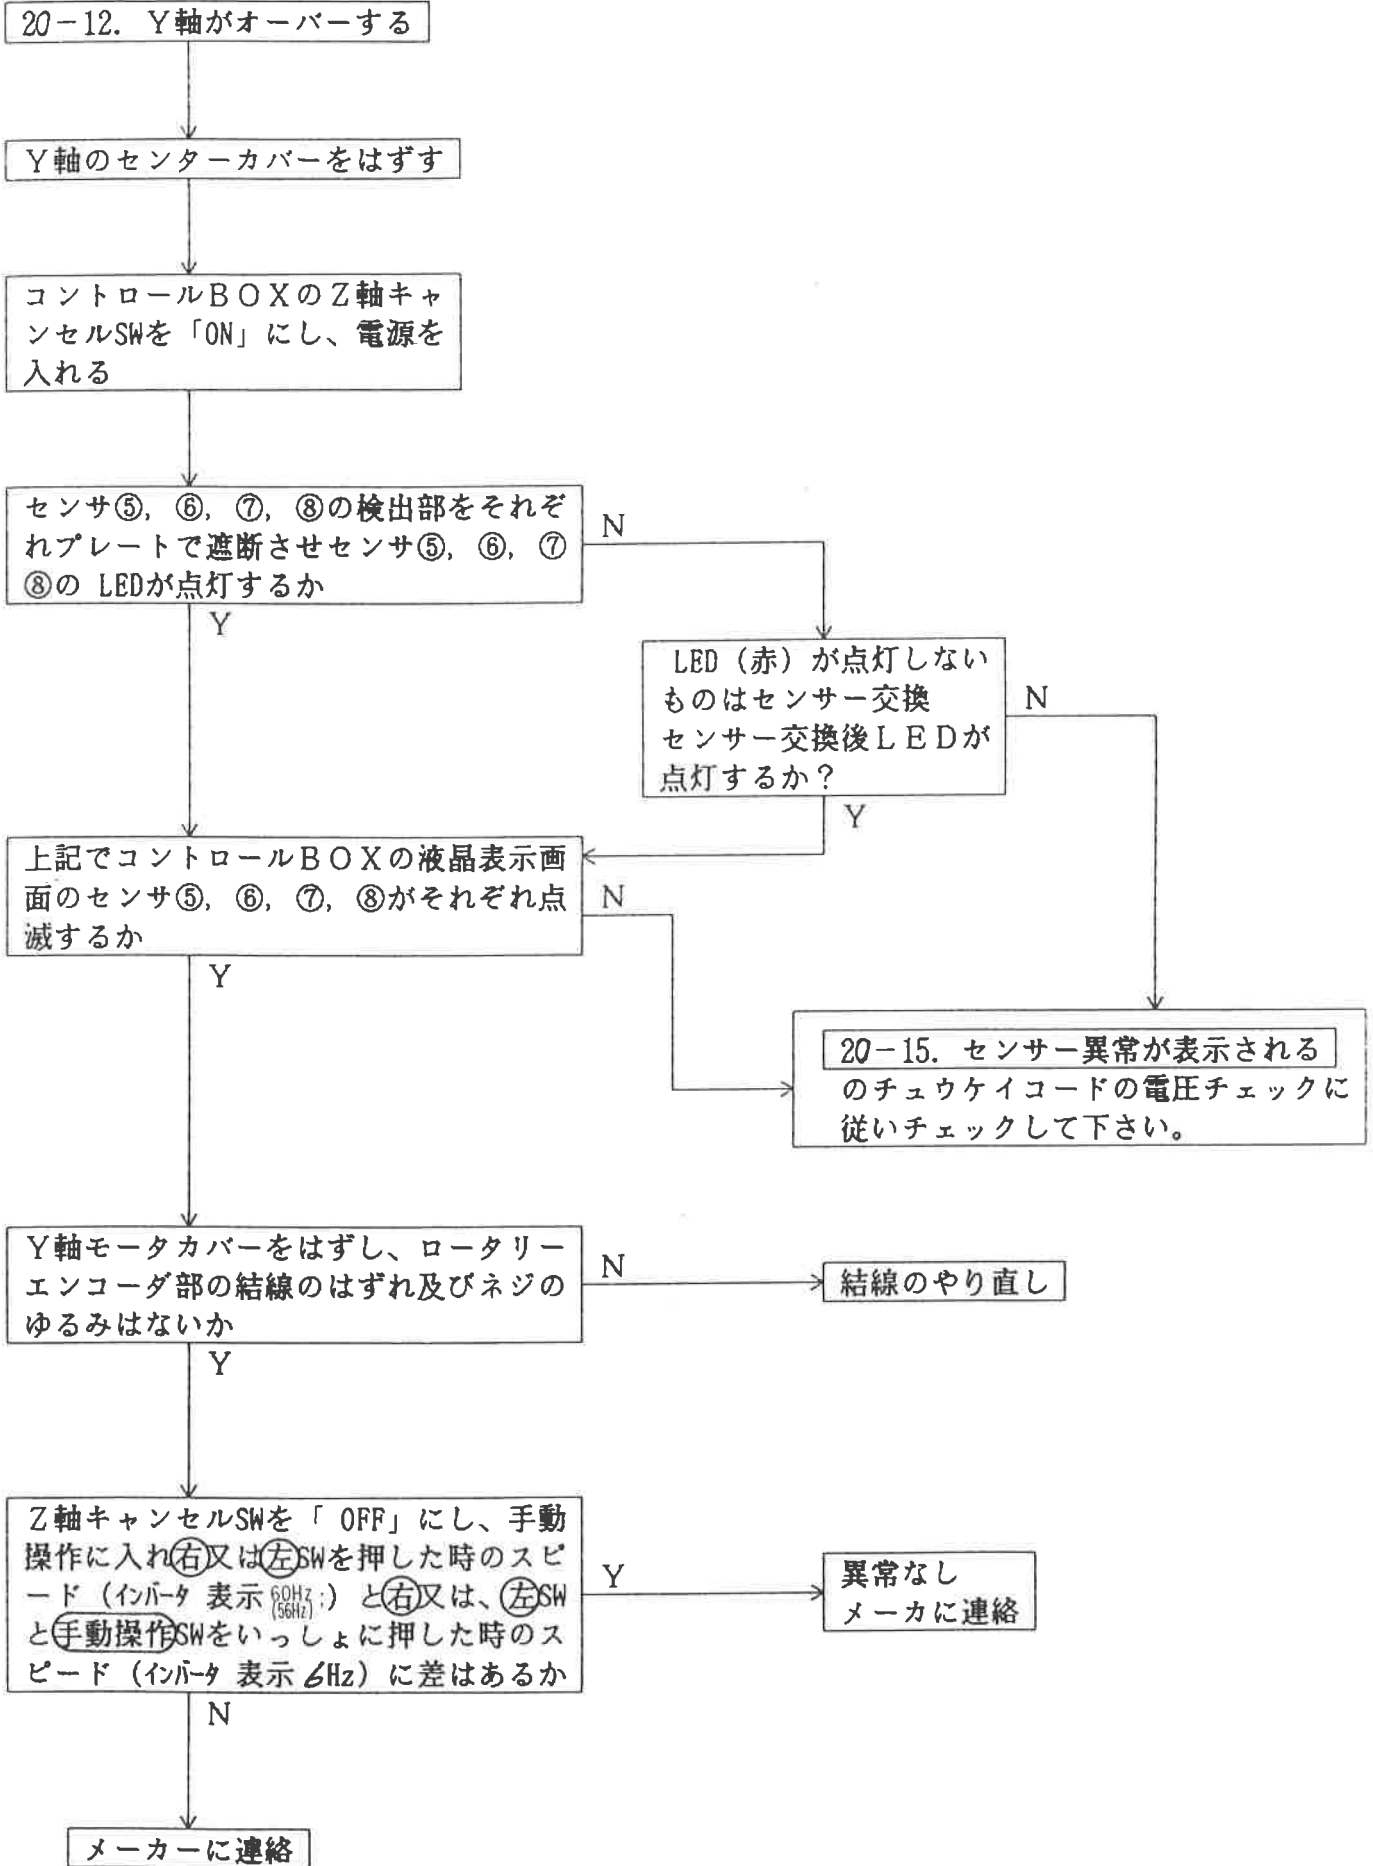 20-12. Y軸がオーバーする
Y軸のセンターカバーをはずす
コントロールBOXのZ軸キャ
ンセルSWを「ON」にし、電源を
入れる
センサ⑤, ⑥, ⑦, ⑧の検出部をそれぞ
れプレートで遮断させセンサ⑤, ⑥, ⑦
⑧の LEDが点灯するか
N
Y
LED（赤）が点灯しない
ものはセンサー交換
センサー交換後LEDが
点灯するか？
N
Y
上記でコントロールBOXの液晶表示画
面のセンサ⑤, ⑥, ⑦, ⑧がそれぞれ点
滅するか
N
Y
20-15. センサー異常が表示される
のチュウケイコードの電圧チェックに
従いチェックして下さい。
Y軸モータカバーをはずし、ロータリー
エンコーダ部の結線のはずれ及びネジの
ゆるみはないか
N
結線のやり直し
Y
Z軸キャンセルSWを「 OFF」にし、手動
操作に入れ右又は左SWを押した時のスピ
ード（インバータ 表示 60Hz (56Hz)）と右又は、左SW
と手動操作SWをいっしょに押した時のス
ピード（インバータ 表示 6Hz）に差はあるか
Y
異常なし
メーカに連絡
N
メーカーに連絡